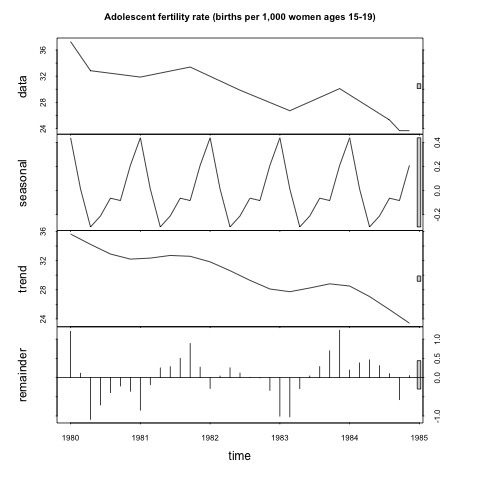 Adolescent fertility rate (births per 1,000 women ages 15-19)
data
24 28 32 36
seasonal
-0.2 0.0 0.2 0.4
trend
24 28 32 36
remainder
-1.0 0.0 0.5 1.0
1980 1981 1982 1983 1984 1985
time